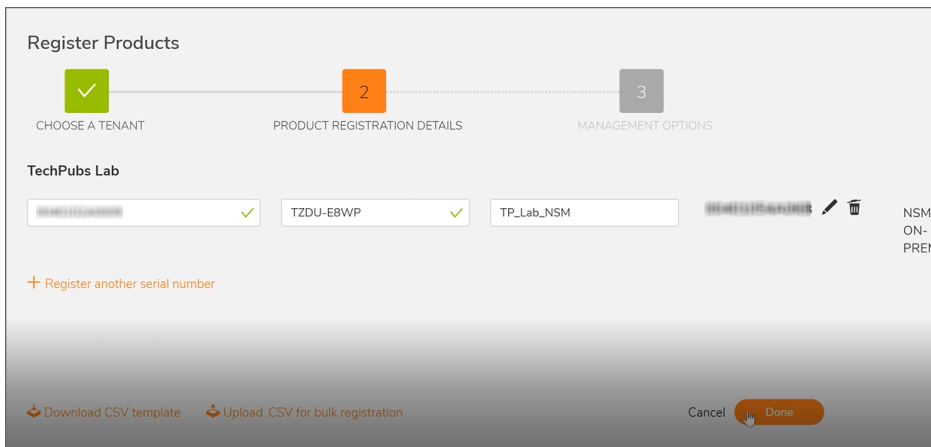 Register Products
2
3
CHOOSE A TENANT
PRODUCT REGISTRATION DETAILS
MANAGEMENT OPTIONS
TechPubs Lab
TZDU-E8WP
TP_Lab_NSM
NSM
ON-
PREM
Register another serial number
Download CSV template
Upload .CSV for bulk registration
Cancel
Done